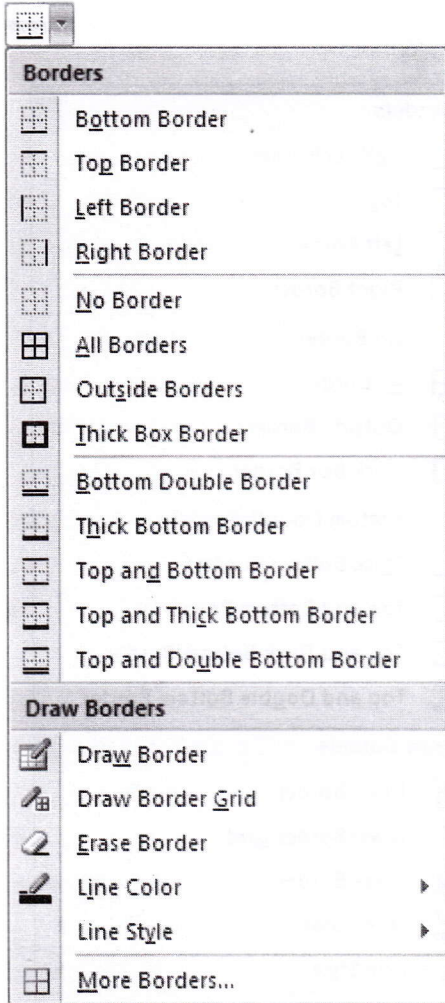 Borders
Bottom Border
Top Border
Left Border
Right Border
No Border
All Borders
Outside Borders
Thick Box Border
Bottom Double Border
Thick Bottom Border
Top and Bottom Border
Top and Thick Bottom Border
Top and Double Bottom Border
Draw Borders
Draw Border
Draw Border Grid
Erase Border
Line Color
Line Style
More Borders...